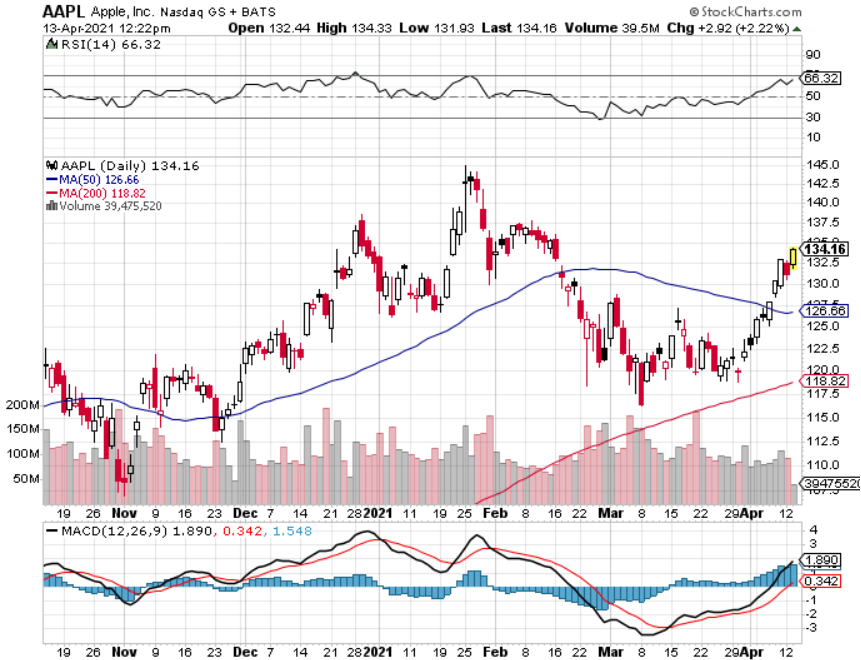 AAPL Apple, Inc. Nasdaq GS + BATS
© StockCharts.com
13-Apr-2021 12:22pm
Open 132.44 High 134.33 Low 131.93 Last 134.16 Volume 39.5M Chg +2.92 (+2.22%)
RSI(14) 66.32
90
66.32
50
30
10
AAPL (Daily) 134.16
MA(50) 126.66
MA(200) 118.82
Volume 39,475,520
145.0
142.5
140.0
137.5
134.16
132.5
130.0
126.66
125.0
122.5
120.0
118.82
117.5
115.0
112.5
110.0
39475520
200M
150M
100M
50M
19 26 Nov 9 16 23 Dec 7 14 21 2021 11 19 25 Feb 8 16 22 Mar 8 15 22 29 Apr 12
MACD(12,26,9) 1.890, 0.342, 1.548
4
3
1.890
0.342
-1
-2
-3
19 26 Nov 9 16 23 Dec 7 14 21 2021 11 19 25 Feb 8 16 22 Mar 8 15 22 29 Apr 12